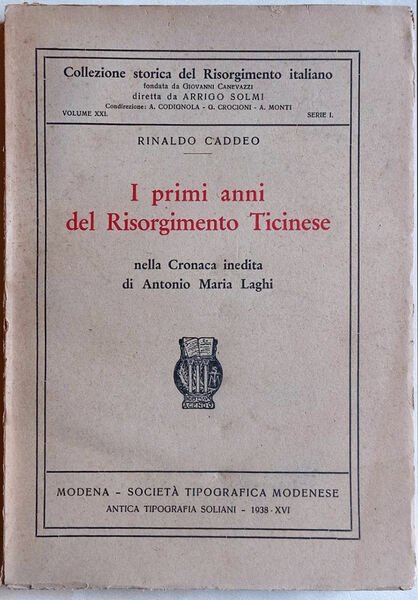 Collezione storica del Risorgimento italiano
fondata da GIOVANNI CANEVAZZI
diretta da ARRIGO SOLMI
Condirezione: A. CODIGNOLA - G. CROCIONI - A. MONTI
VOLUME XXI. SERIE I.
RINALDO CADDEO
I primi anni
del Risorgimento Ticinese
nella Cronaca inedita
di Antonio Maria Laghi
MODENA - SOCIETÀ TIPOGRAFICA MODENESE
ANTICA TIPOGRAFIA SOLIANI - 1938-XVI